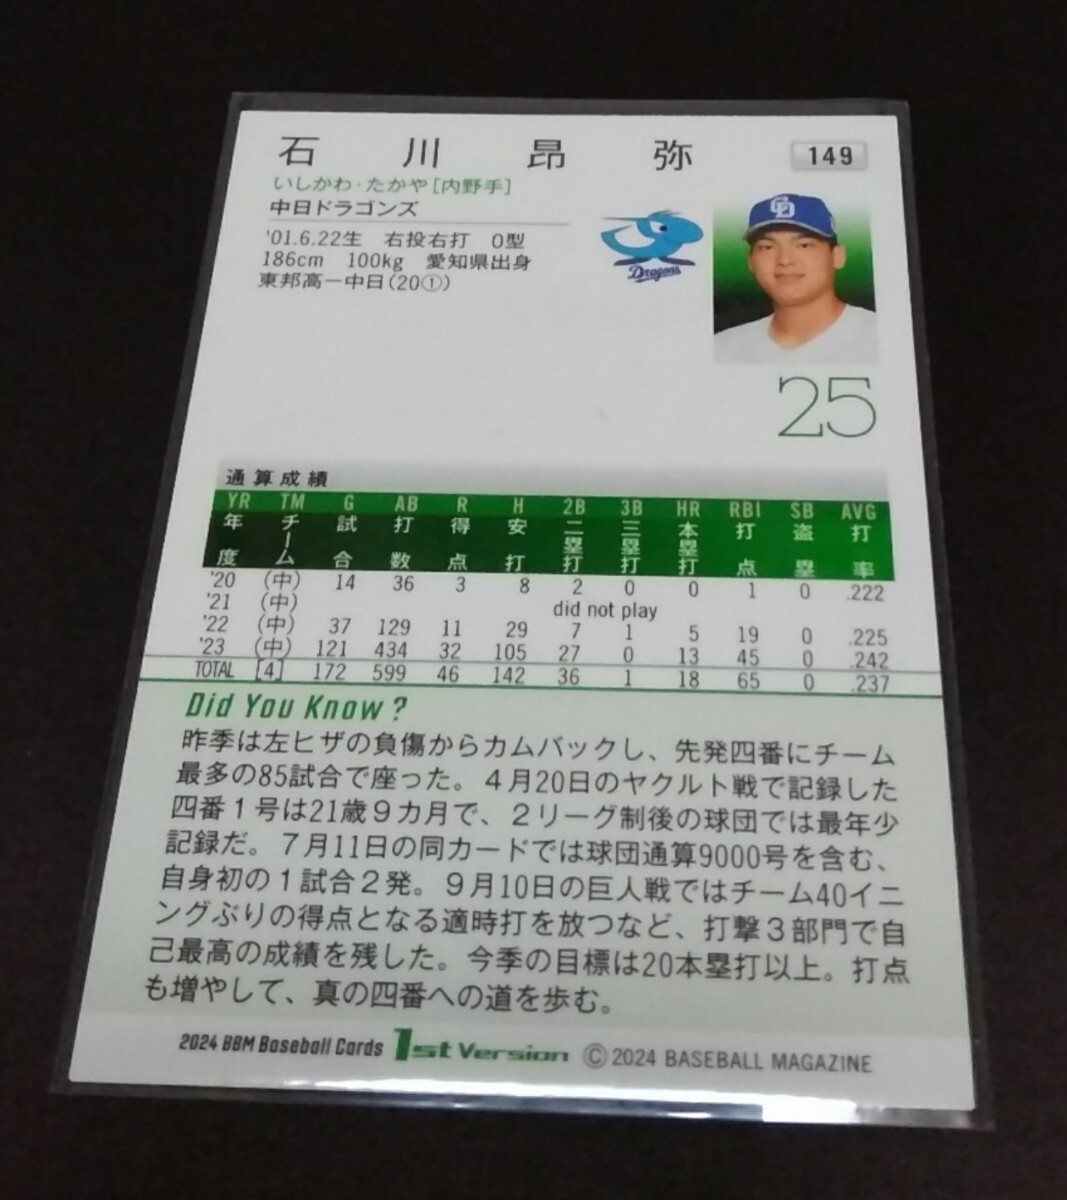 石川昂弥
149
いしかわ・たかや[内野手]
中日ドラゴンズ
'01.6.22生 右投右打 O型
186cm 100kg 愛知県出身
東邦高－中日(20①)
Dragons
CD
25
通算成績
YR TM G AB R H 2B 3B HR RBI SB AVG
年度 チーム 試合 打数 得点 安打 二塁打 三塁打 本塁打 打点 盗塁 打率
'20 (中) 14 36 3 8 2 0 0 1 0 .222
'21 (中) did not play
'22 (中) 37 129 11 29 7 1 5 19 0 .225
'23 (中) 121 434 32 105 27 0 13 45 0 .242
TOTAL [4] 172 599 46 142 36 1 18 65 0 .237
Did You Know?
昨季は左ヒザの負傷からカムバックし、先発四番にチーム
最多の85試合で座った。4月20日のヤクルト戦で記録した
四番1号は21歳9カ月で、2リーグ制後の球団では最年少
記録だ。7月11日の同カードでは球団通算9000号を含む、
自身初の1試合2発。9月10日の巨人戦ではチーム40イニ
ングぶりの得点となる適時打を放つなど、打撃3部門で自
己最高の成績を残した。今季の目標は20本塁打以上。打点
も増やして、真の四番への道を歩む。
2024 BBM Baseball Cards 1st Version © 2024 BASEBALL MAGAZINE